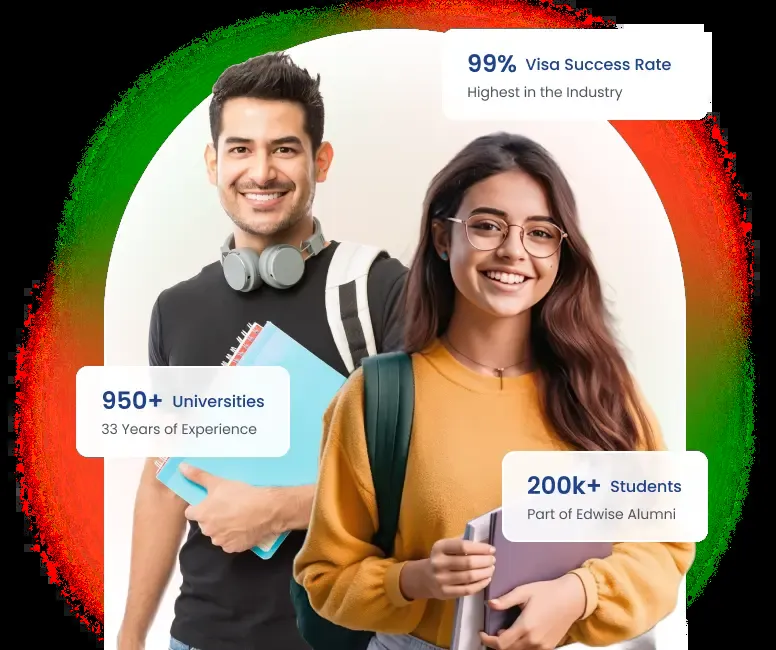 99% Visa Success Rate
Highest in the Industry
950+ Universities
33 Years of Experience
200k+ Students
Part of Edwise Alumni